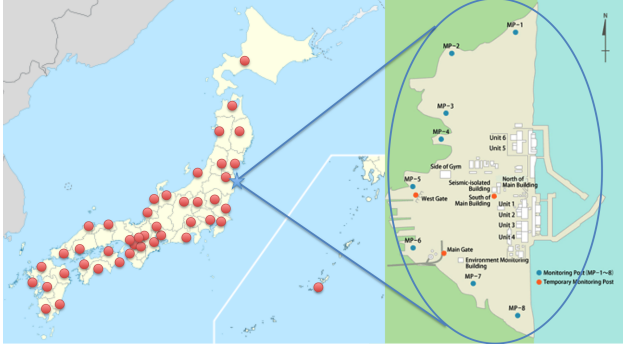 MP-1
N
MP-2
MP-3
MP-4
Unit 6
Unit 5
Side of Gym
MP-5
Seismic-isolated
Building
North of
Main Building
West Gate
South of
Main Building
Unit 1
Unit 2
Unit 3
Unit 4
MP-6
Main Gate
Environment Monitoring
Building
MP-7
Monitoring Post (MP-1~8)
Temporary Monitoring Post
MP-8